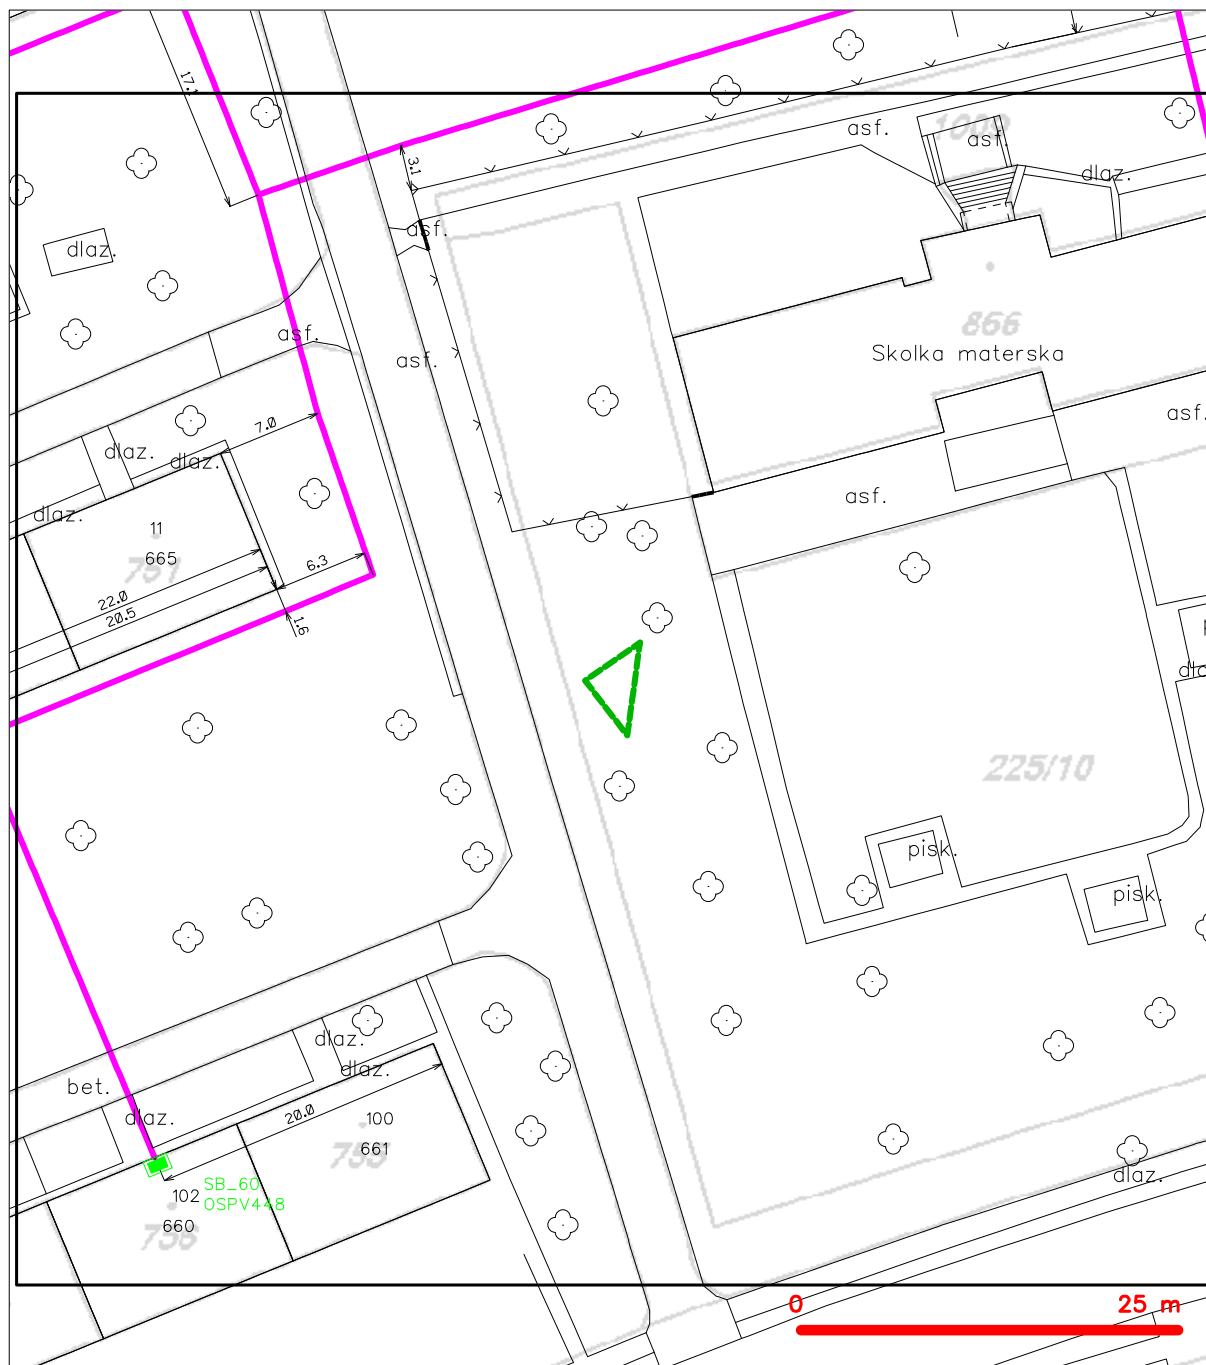 17.1
3.1
asf.
1009
asf.
dlaz.
dlaz.
asf.
866
Skolka materska
asf.
asf.
asf.
7.0
dlaz.
dlaz.
dlaz.
11
665
751
asf.
6.3
22.0
20.5
1.6
225/10
pisk.
pisk.
dlaz.
dlaz.
bet.
dlaz.
20.0
100
661
755
SB_60
OSPV448
102
660
756
dlaz.
0 25 m